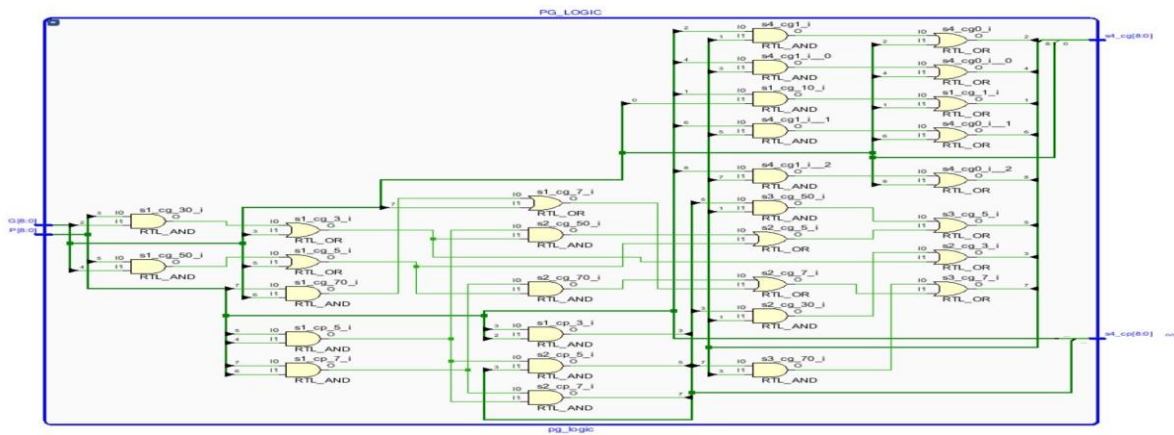 PG_LOGIC
s4_cg1_i
s4_cg0_i
s4_cg[8:0]
RTL_AND
RTL_OR
s4_cg1_i__0
s4_cg0_i__0
RTL_AND
RTL_OR
s1_cg_10_i
s1_cg_1_i
RTL_AND
RTL_OR
s4_cg1_i__1
s4_cg0_i__1
RTL_AND
RTL_OR
s4_cg1_i__2
s4_cg0_i__2
RTL_AND
RTL_OR
s1_cg_7_i
RTL_OR
s3_cg_50_i
RTL_AND
G[8:0]
P[8:0]
s1_cg_30_i
RTL_AND
s1_cg_3_i
RTL_OR
s2_cg_50_i
RTL_AND
s2_cg_5_i
RTL_OR
s3_cg_5_i
RTL_OR
s1_cg_50_i
RTL_AND
s1_cg_5_i
RTL_OR
s2_cg_3_i
RTL_OR
s1_cg_70_i
RTL_AND
s2_cg_70_i
RTL_AND
s2_cg_7_i
RTL_OR
s3_cg_7_i
RTL_OR
s2_cg_30_i
RTL_AND
s1_cp_5_i
RTL_AND
s1_cp_3_i
RTL_AND
s4_cp[8:0]
s1_cp_7_i
RTL_AND
s2_cp_5_i
RTL_AND
s3_cg_70_i
RTL_AND
s2_cp_7_i
RTL_AND
pg_logic